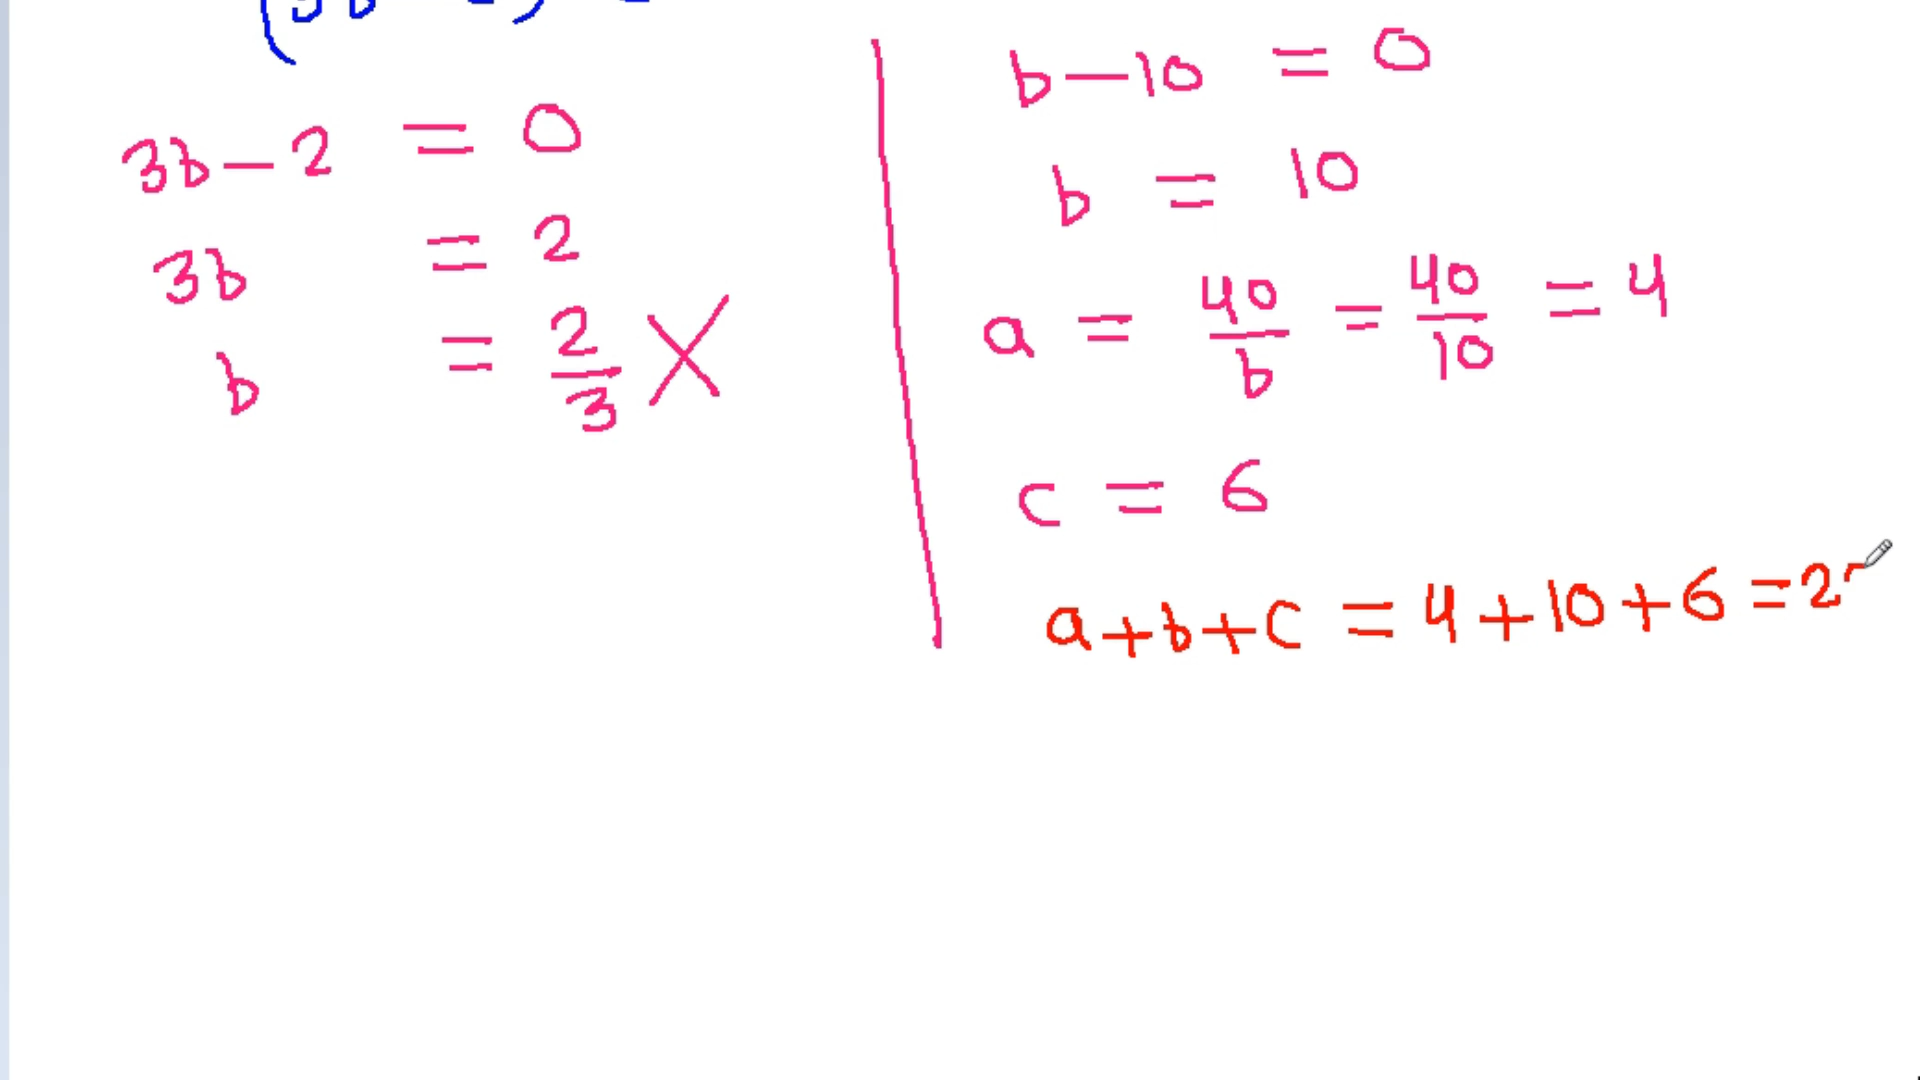 3b - 2 = 0
3b = 2
b = 2/3 X
b - 10 = 0
b = 10
a = 40/b = 40/10 = 4
c = 6
a + b + c = 4 + 10 + 6 = 2